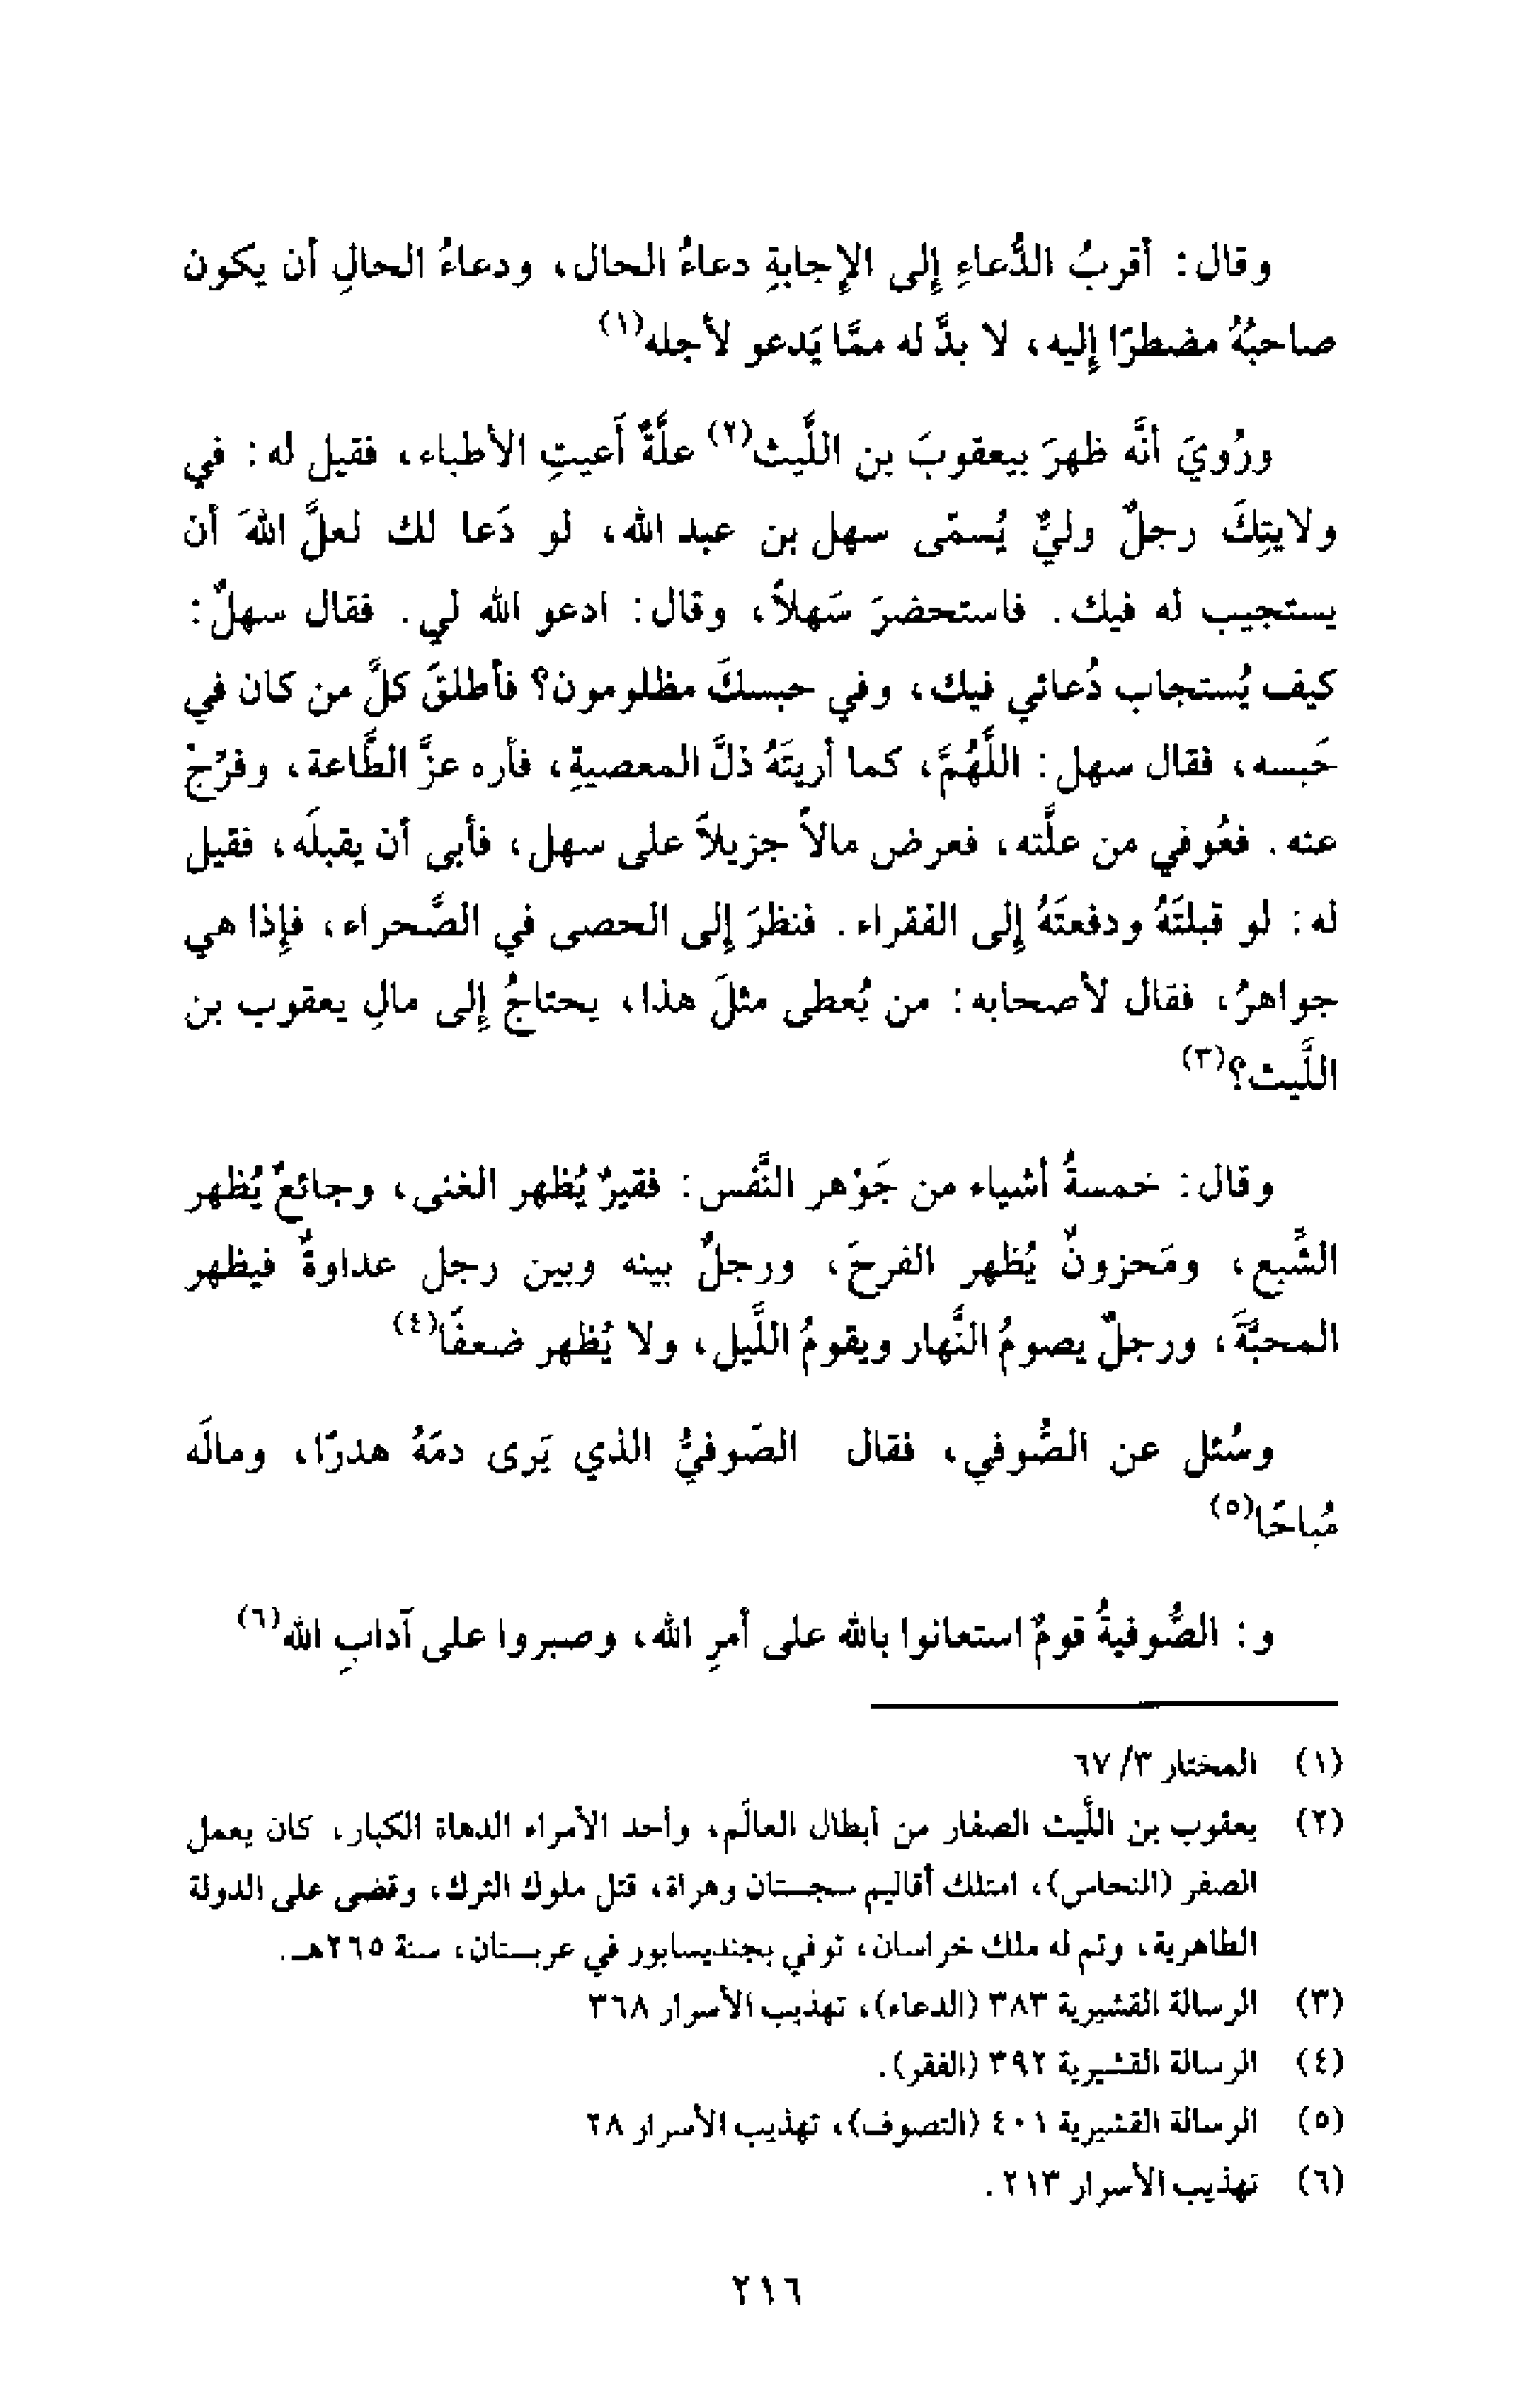 وقال: أقربُ الدُّعاءِ إلى الإجابةِ دعاءُ الحال، ودعاءُ الحالِ أن يكون
صاحبُهُ مضطرًا إليه، لا بدَّ له ممَّا يَدعو لأجله(١)
ورُويَ أنَّه ظهرَ بيعقوبَ بن اللَّيث(٢) علَّةٌ أَعيتِ الأطباء، فقيل له: في
ولايتِكَ رجلٌ وليٌّ يُسمّى سهل بن عبد الله، لو دَعا لك لعلَّ اللهَ أن
يستجيب له فيك. فاستحضرَ سَهلاً، وقال: ادعو الله لي. فقال سهلٌ:
كيف يُستجاب دُعائي فيك، وفي حبسكَ مظلومون؟ فأطلقَ كلَّ من كان في
حَبسه، فقال سهل: اللَّهُمَّ، كما أريتَهُ ذلَّ المعصيةِ، فأره عزَّ الطَّاعة، وفرّجْ
عنه. فعُوفي من علَّته، فعرض مالاً جزيلاً على سهل، فأبى أن يقبلَه، فقيل
له: لو قبلتَهُ ودفعتَهُ إلى الفقراء. فنظرَ إلى الحصى في الصَّحراء، فإذا هي
جواهرُ، فقال لأصحابه: من يُعطى مثلَ هذا، يحتاجُ إلى مالِ يعقوب بن
اللَّيث؟(٣)
وقال: خمسةُ أشياء من جَوْهر النَّفس: فقيرٌ يُظهر الغنى، وجائعٌ يُظهر
الشِّبع، ومَحزونٌ يُظهر الفرحَ، ورجلٌ بينه وبين رجل عداوةٌ فيظهر
المحبَّةَ، ورجلٌ يصومُ النَّهار ويقومُ اللَّيل، ولا يُظهر ضعفًا(٤)
وسُئل عن الصُّوفي، فقال الصَوفيُّ الذي يَرى دمَهُ هدرًا، ومالَه
مُباحًا(٥)
و: الصُّوفيةُ قومٌ استعانوا بالله على أمرِ الله، وصبروا على آدابِ الله(٦)
(١) المختار ٣/ ٦٧
(٢) يعقوب بن اللَّيث الصفار من أبطال العالَم، وأحد الأمراء الدهاة الكبار، كان يعمل
الصفر (النحاس)، امتلك أقاليم سجستان وهراة، قتل ملوك الترك، وقضى على الدولة
الطاهرية، وتم له ملك خراسان، توفي بجنديسابور في عربستان، سنة ٢٦٥هـ.
(٣) الرسالة القشيرية ٣٨٣ (الدعاء)، تهذيب الأسرار ٣٦٨
(٤) الرسالة القشيرية ٣٩٢ (الفقر).
(٥) الرسالة القشيرية ٤٠١ (التصوف)، تهذيب الأسرار ٢٨
(٦) تهذيب الأسرار ٢١٣.
٢١٦